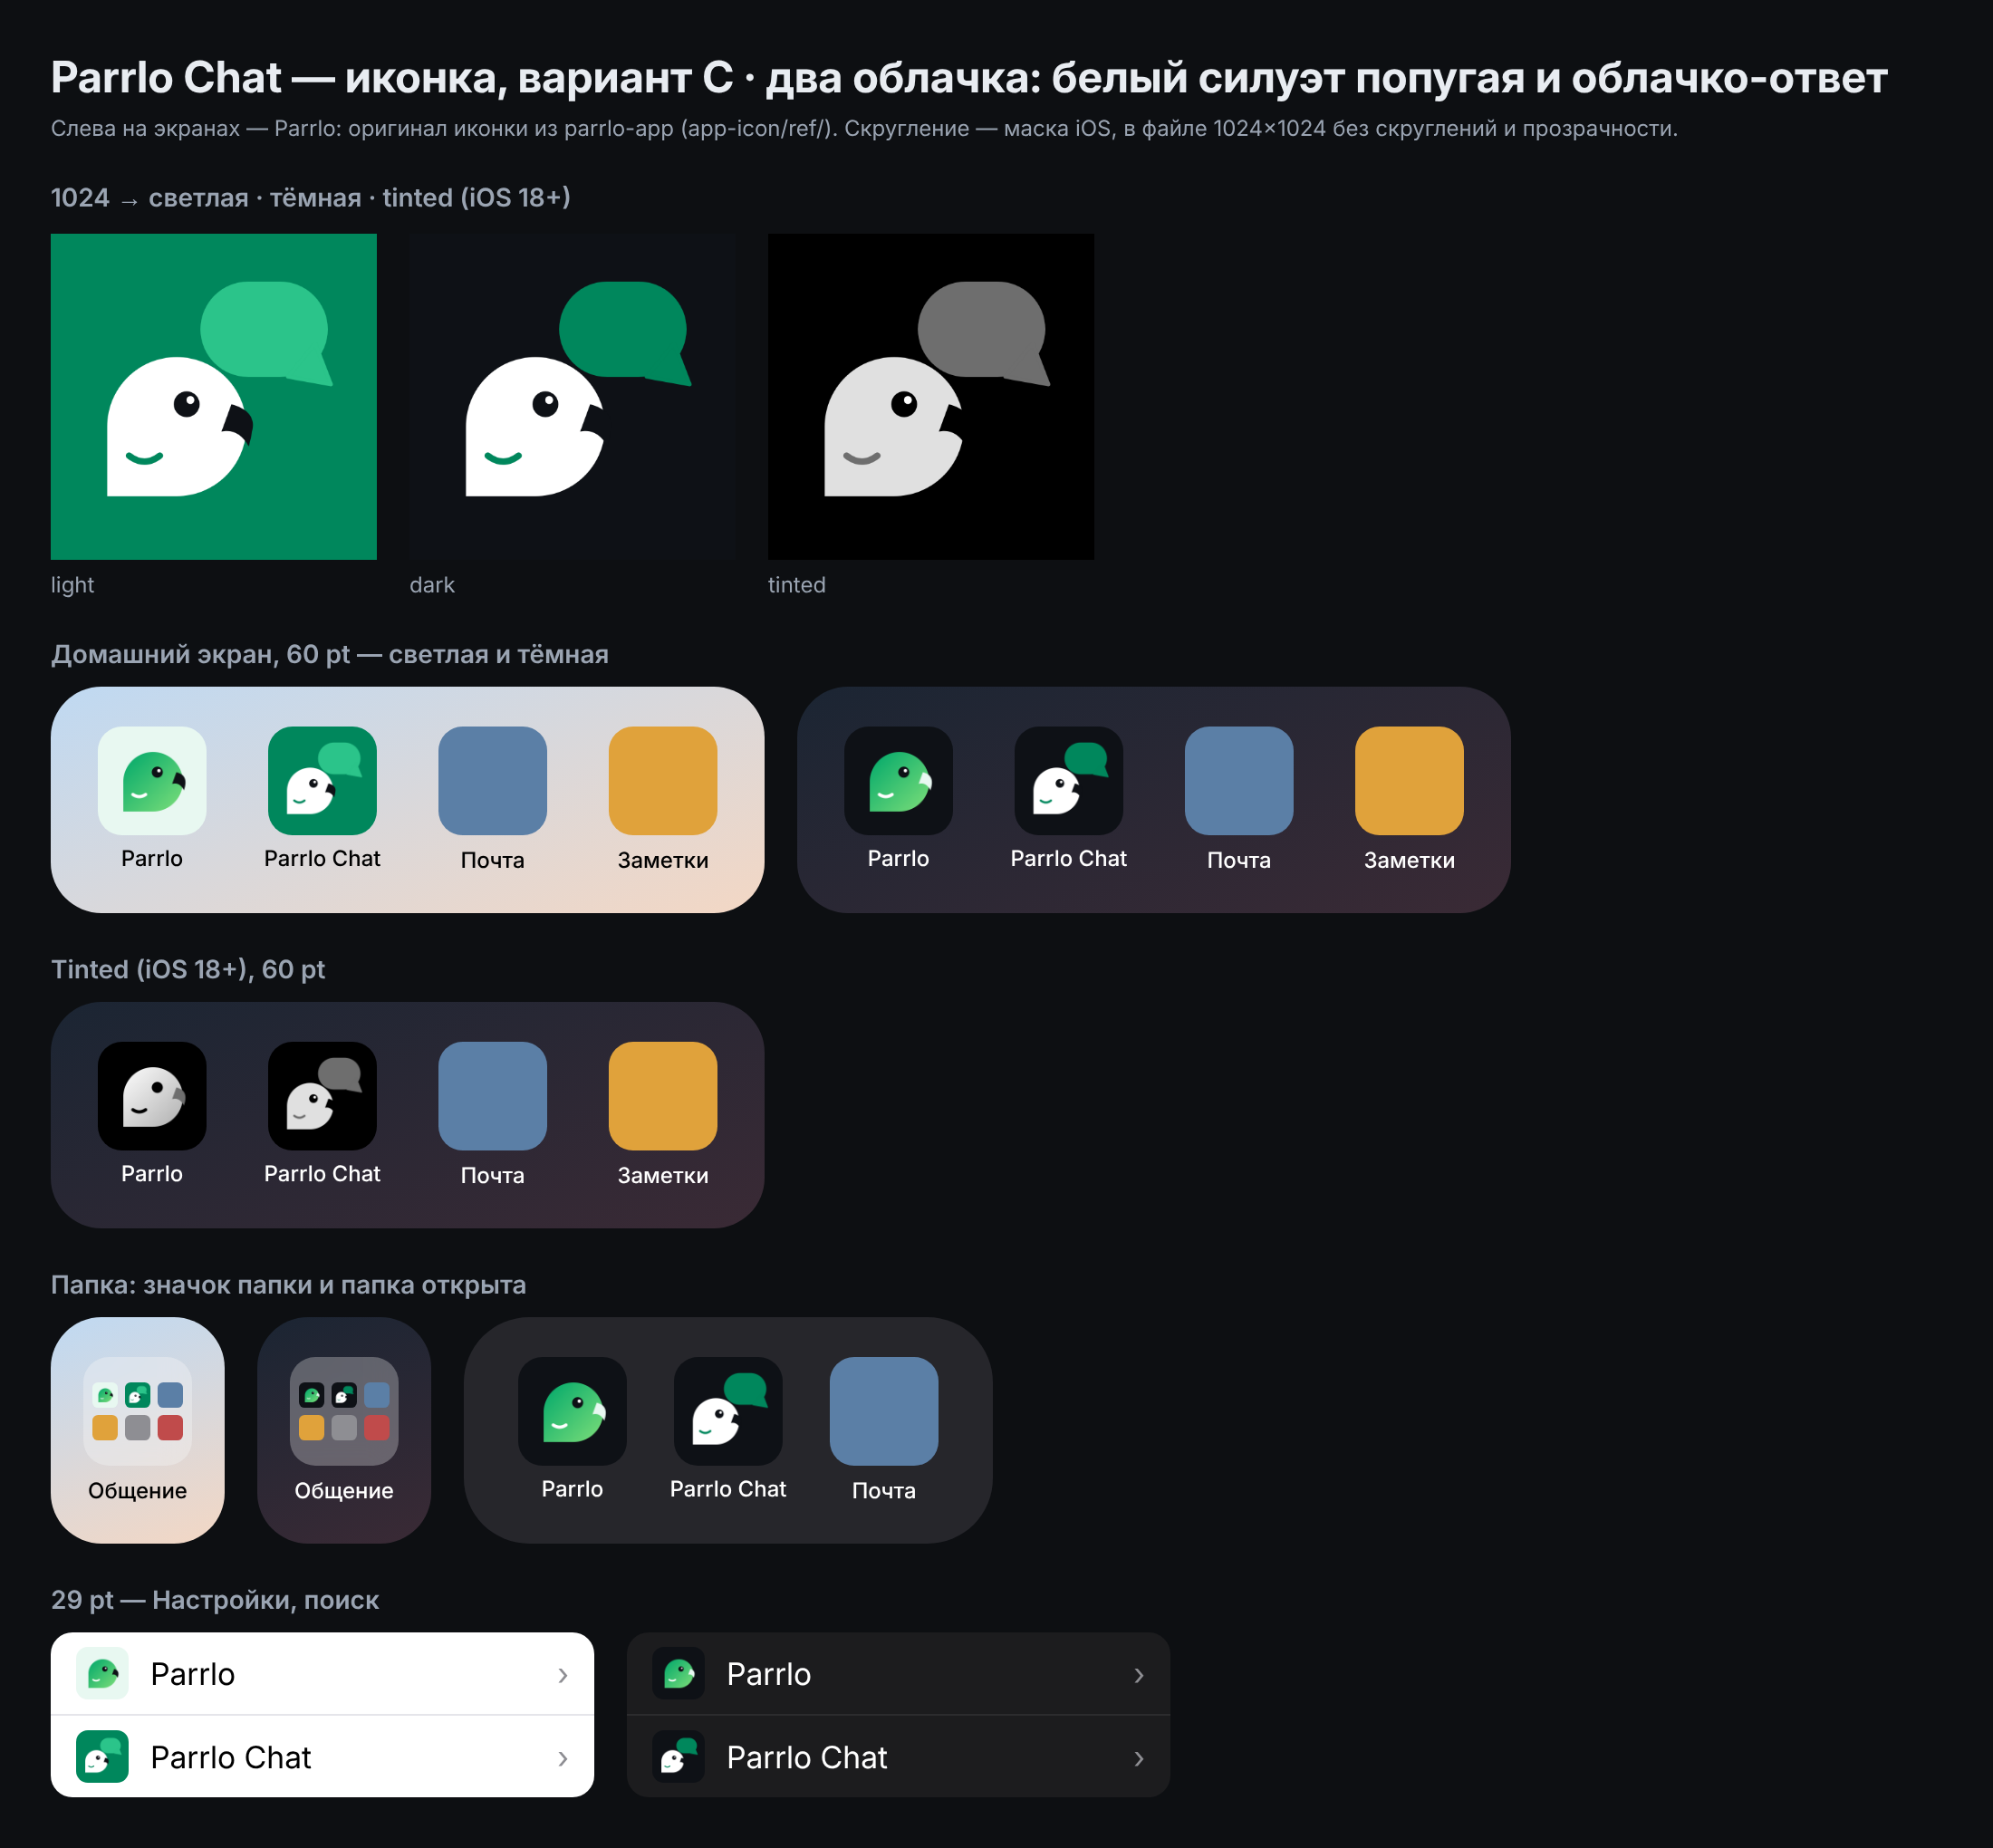 Parrlo Chat — иконка, вариант C · два облачка: белый силуэт попугая и облачко-ответ
Слева на экранах — Parrlo: оригинал иконки из parrlo-app (app-icon/ref/). Скругление — маска iOS, в файле 1024×1024 без скруглений и прозрачности.
1024 → светлая · тёмная · tinted (iOS 18+)
light
dark
tinted
Домашний экран, 60 pt — светлая и тёмная
Parrlo
Parrlo Chat
Почта
Заметки
Parrlo
Parrlo Chat
Почта
Заметки
Tinted (iOS 18+), 60 pt
Parrlo
Parrlo Chat
Почта
Заметки
Папка: значок папки и папка открыта
Общение
Общение
Parrlo
Parrlo Chat
Почта
29 pt — Настройки, поиск
Parrlo
Parrlo Chat
Parrlo
Parrlo Chat